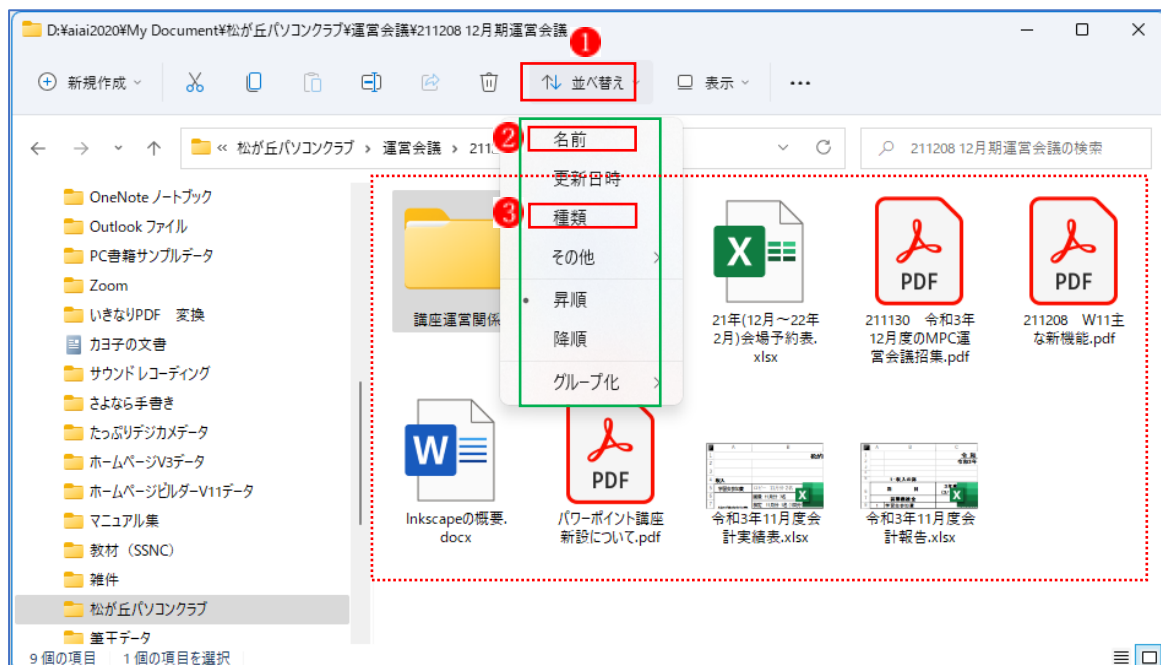 D:¥aiai2020¥My Document¥松が丘パソコンクラブ¥運営会議¥211208 12月期運営会議
1
新規作成
並べ替え
表示
« 松が丘パソコンクラブ › 運営会議 ›
211208 12月期運営会議の検索
2
名前
更新日時
3
種類
その他
昇順
降順
グループ化
OneNote ノートブック
Outlook ファイル
PC書籍サンプルデータ
Zoom
いきなりPDF 変換
カヨ子の文書
サウンド レコーディング
さよなら手書き
たっぷりデジカメデータ
ホームページV3データ
ホームページビルダーV11データ
マニュアル集
教材（SSNC）
雑件
松が丘パソコンクラブ
筆王データ
講座運営関係
21年(12月～22年
2月)会場予約表.
xlsx
PDF
211130 令和3年
12月度のMPC運
営会議招集.pdf
PDF
211208 W11主
な新機能.pdf
Inkscapeの概要.
docx
PDF
パワーポイント講座
新設について.pdf
令和3年11月度会
計実績表.xlsx
令和3年11月度会
計報告.xlsx
9 個の項目
1 個の項目を選択